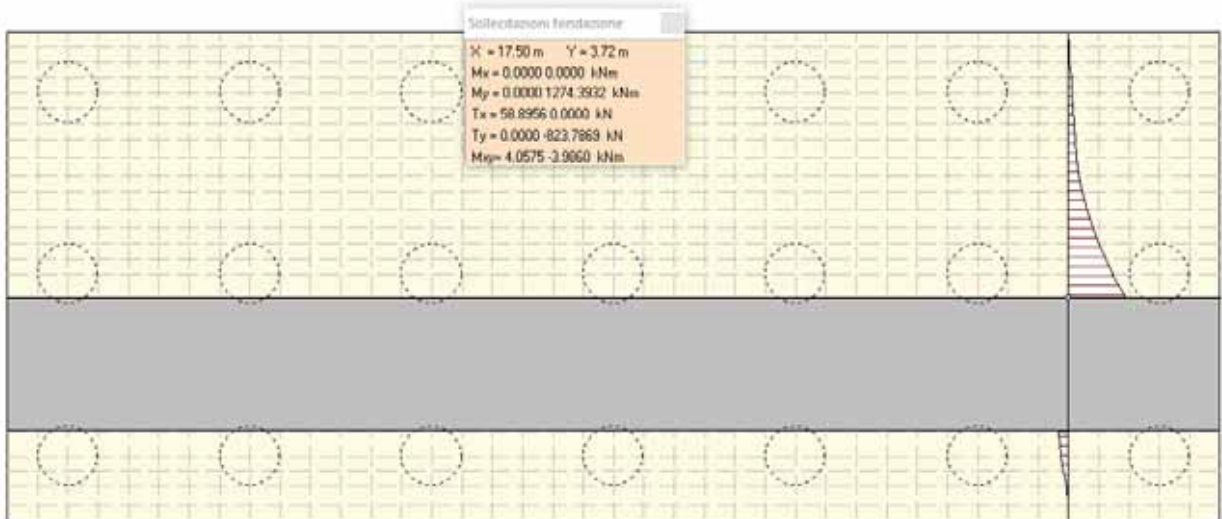 Sollecitazioni fondazione
X = 17.50 m Y = 3.72 m
Mx = 0.0000 0.0000 kNm
My = 0.0000 1274.3932 kNm
Tx = 58.8956 0.0000 kN
Ty = 0.0000 -823.7869 kN
Mxy= 4.0575 -3.9860 kNm